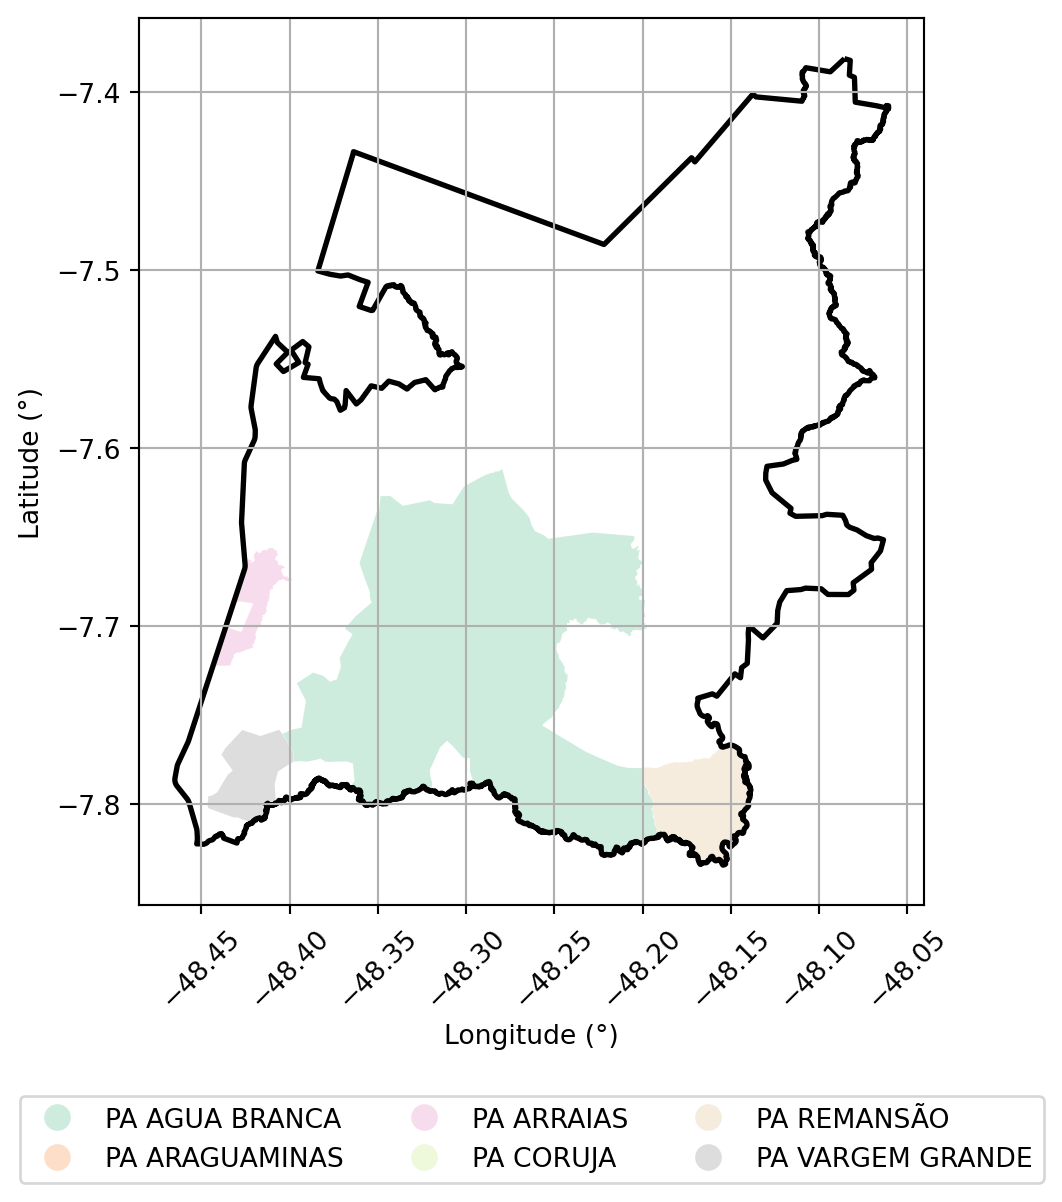 −7.4
−7.5
−7.6
−7.7
−7.8
Latitude (°)
−48.45 −48.40 −48.35 −48.30 −48.25 −48.20 −48.15 −48.10 −48.05
Longitude (°)
PA AGUA BRANCA PA ARRAIAS PA REMANSÃO
PA ARAGUAMINAS PA CORUJA PA VARGEM GRANDE